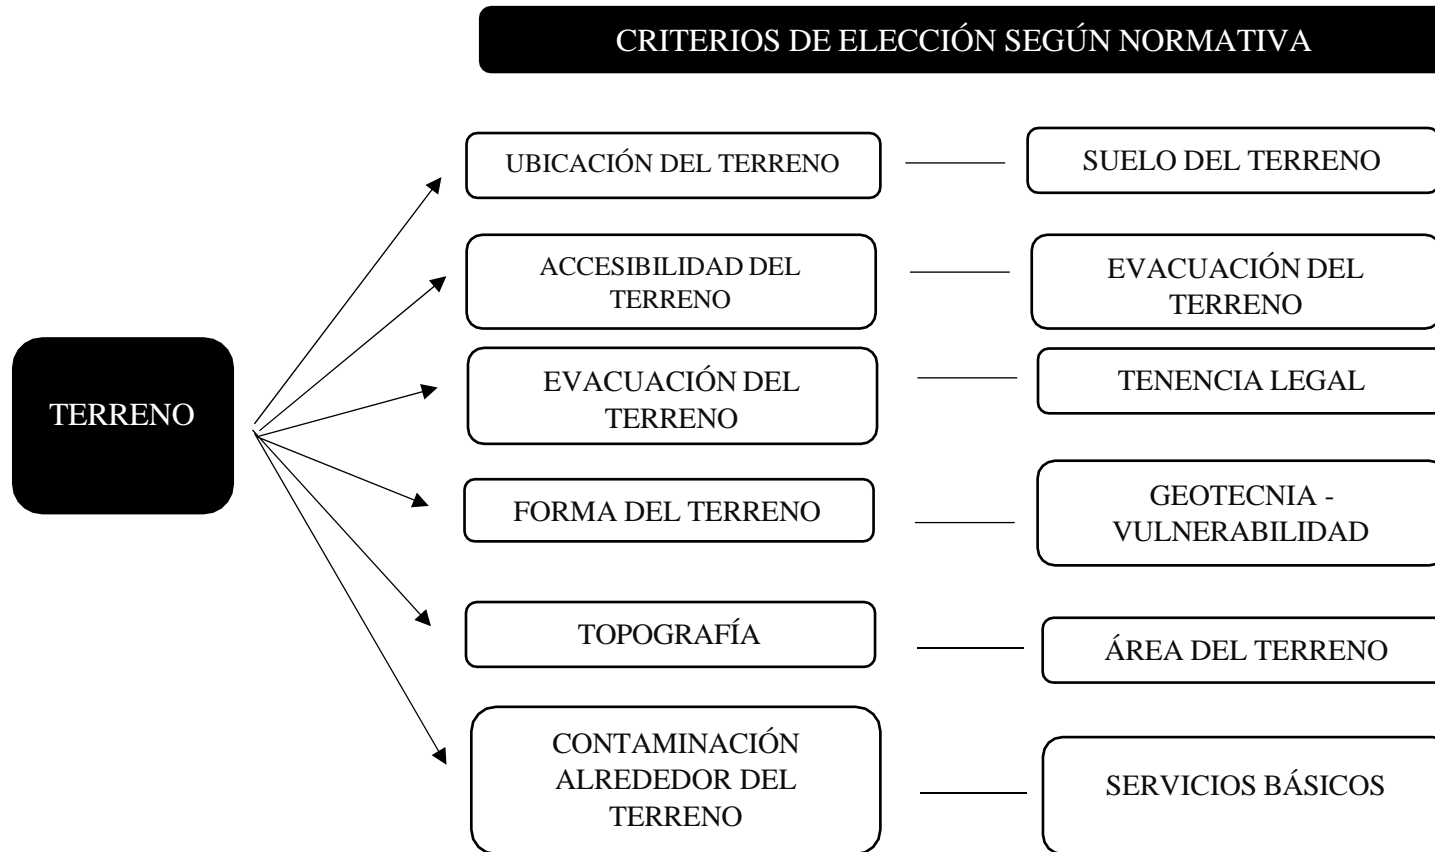 CRITERIOS DE ELECCIÓN SEGÚN NORMATIVA
UBICACIÓN DEL TERRENO
SUELO DEL TERRENO
ACCESIBILIDAD DEL
TERRENO
EVACUACIÓN DEL
TERRENO
TERRENO
EVACUACIÓN DEL
TERRENO
TENENCIA LEGAL
FORMA DEL TERRENO
GEOTECNIA -
VULNERABILIDAD
TOPOGRAFÍA
ÁREA DEL TERRENO
CONTAMINACIÓN
ALREDEDOR DEL
TERRENO
SERVICIOS BÁSICOS